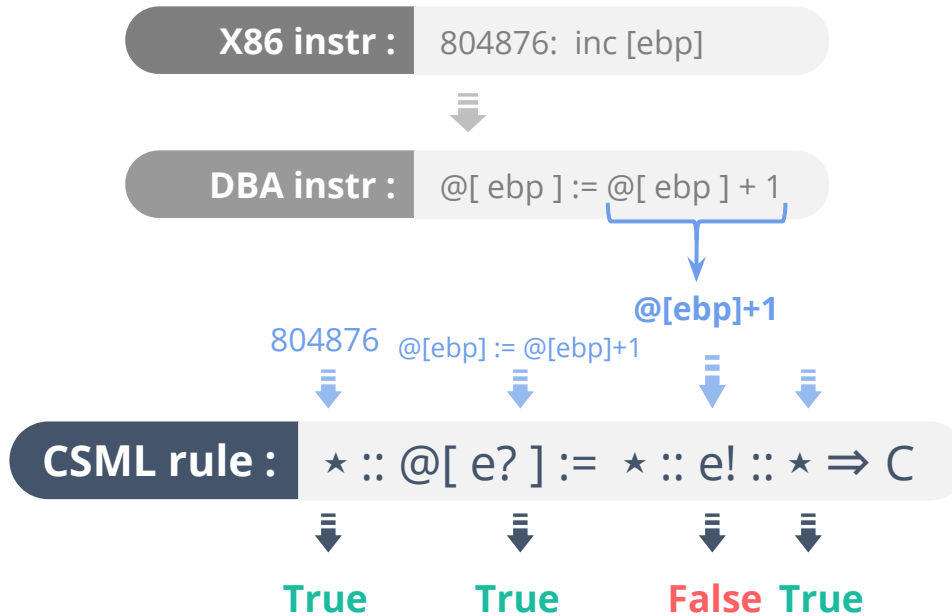 X86 instr : 804876: inc [ebp]
DBA instr : @[ ebp ] := @[ ebp ] + 1
@[ebp]+1
804876 @[ebp] := @[ebp]+1
CSML rule : ⋆ :: @[ e? ] := ⋆ :: e! :: ⋆ ⇒ C
True True False True